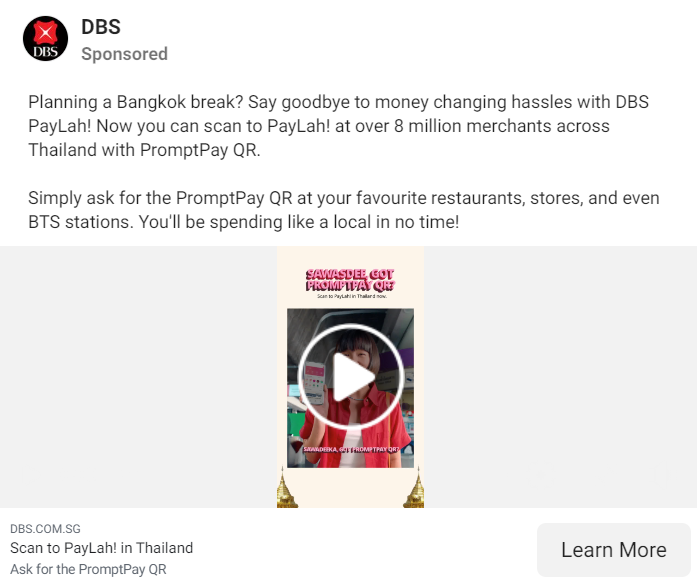 DBS
DBS
Sponsored
Planning a Bangkok break? Say goodbye to money changing hassles with DBS
PayLah! Now you can scan to PayLah! at over 8 million merchants across
Thailand with PromptPay QR.
Simply ask for the PromptPay QR at your favourite restaurants, stores, and even
BTS stations. You'll be spending like a local in no time!
SAWASDEE, GOT
PROMPTPAY QR?
Scan to PayLah! in Thailand now.
SAWADEEKA, GOT PROMPTPAY QR?
DBS.COM.SG
Scan to PayLah! in Thailand
Ask for the PromptPay QR
Learn More